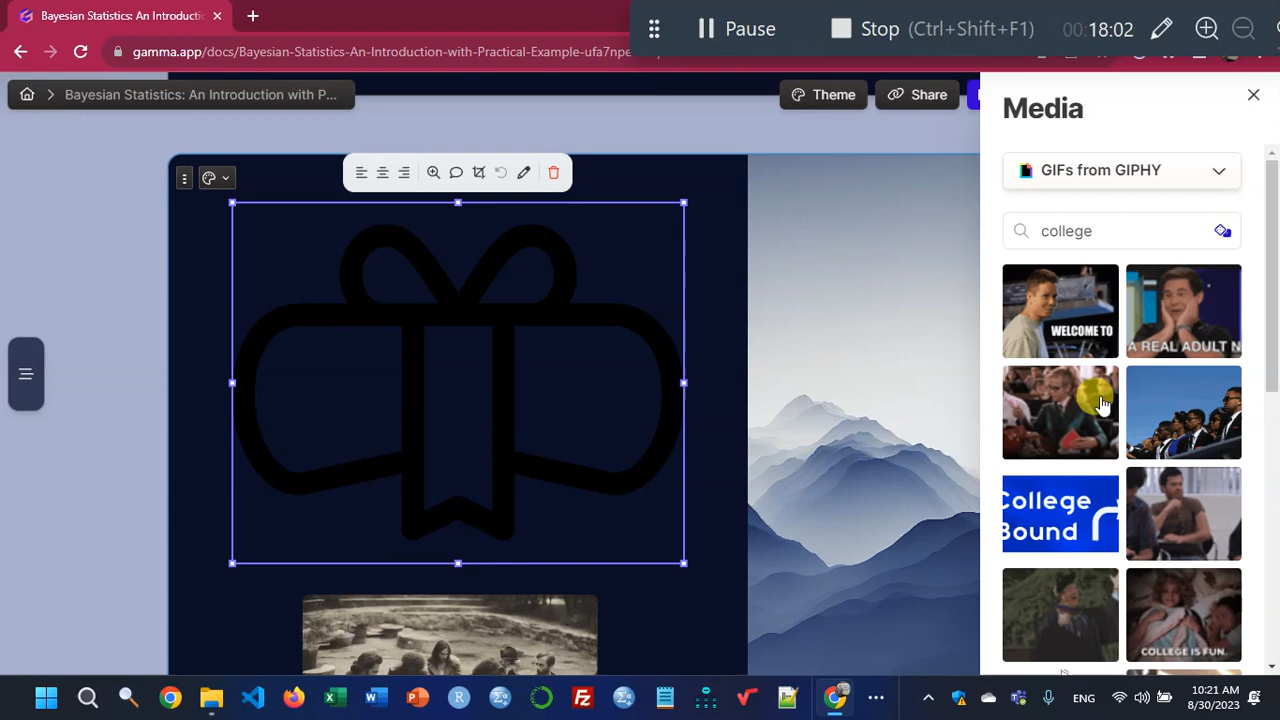 Bayesian Statistics: An Introducti
Pause
Stop (Ctrl+Shift+F1)
00:18:02
gamma.app/docs/Bayesian-Statistics-An-Introduction-with-Practical-Example-ufa7npe
Bayesian Statistics: An Introduction with P...
Theme
Share
Media
GIFs from GIPHY
college
WELCOME TO
A REAL ADULT N
College
Bound
COLLEGE IS FUN.
ENG
10:21 AM
8/30/2023